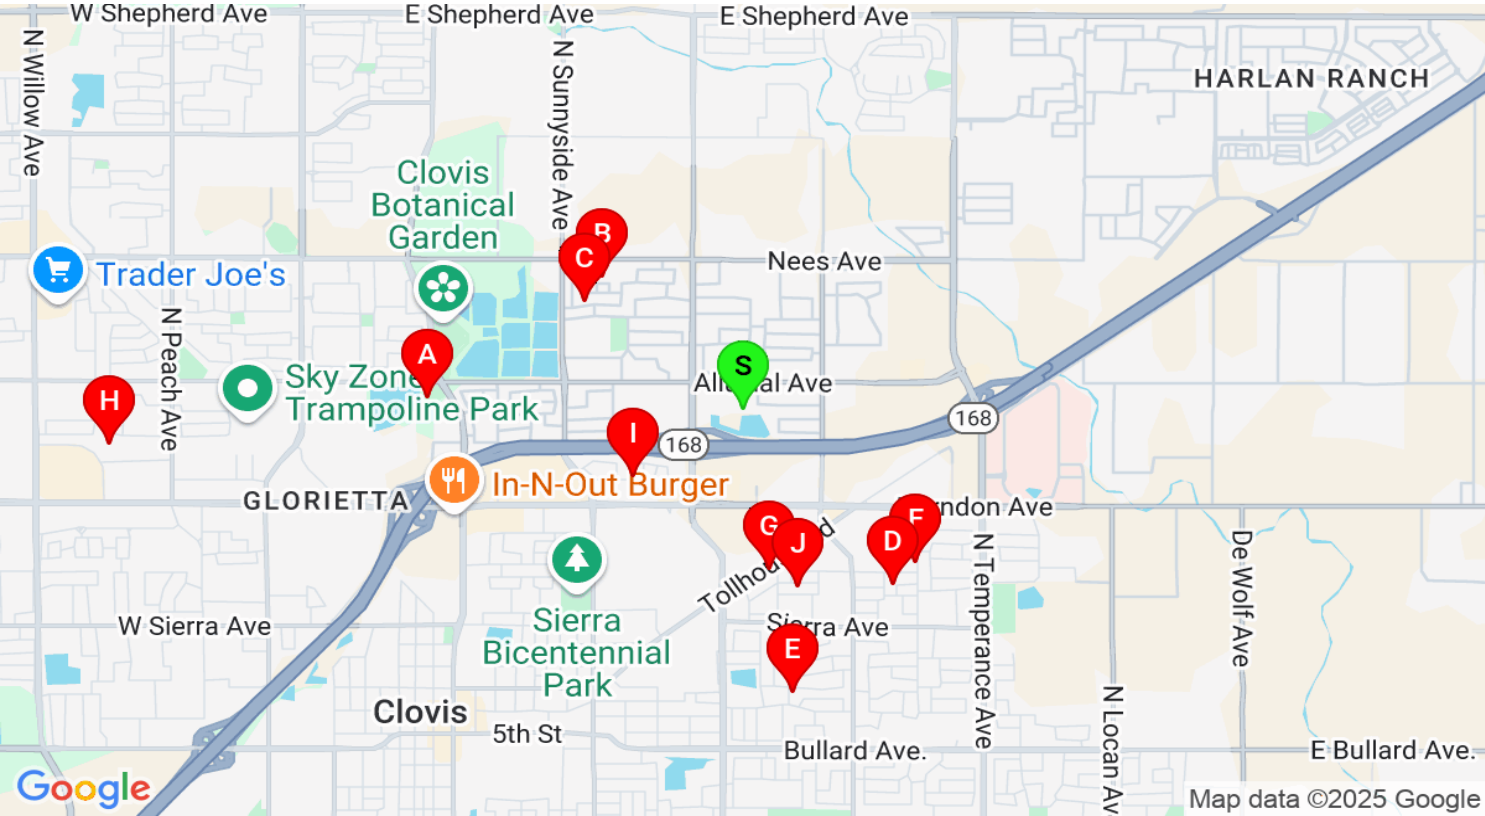 W Shepherd Ave
E Shepherd Ave
E Shepherd Ave
N Willow Ave
N Sunnyside Ave
HARLAN RANCH
Clovis
Botanical
Garden
B
C
Nees Ave
Trader Joe's
N Peach Ave
A
S
Sky Zone
Trampoline Park
Ave
H
I
168
168
In-N-Out Burger
GLORIETTA
G
J
D
F
Ave
Tollhou
N Temperance Ave
De Wolf Ave
Sierra
Bicentennial
Park
W Sierra Ave
Sierra Ave
E
Clovis
5th St
Bullard Ave.
N Locan Av
E Bullard Ave.
Google
Map data ©2025 Google